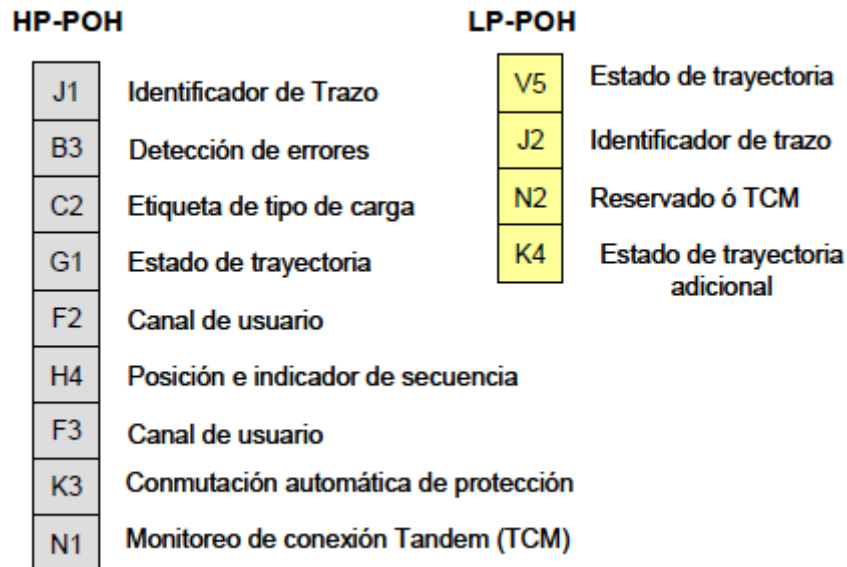 HP-POH
J1 Identificador de Trazo
B3 Detección de errores
C2 Etiqueta de tipo de carga
G1 Estado de trayectoria
F2 Canal de usuario
H4 Posición e indicador de secuencia
F3 Canal de usuario
K3 Conmutación automática de protección
N1 Monitoreo de conexión Tandem (TCM)
LP-POH
V5 Estado de trayectoria
J2 Identificador de trazo
N2 Reservado ó TCM
K4 Estado de trayectoria
adicional